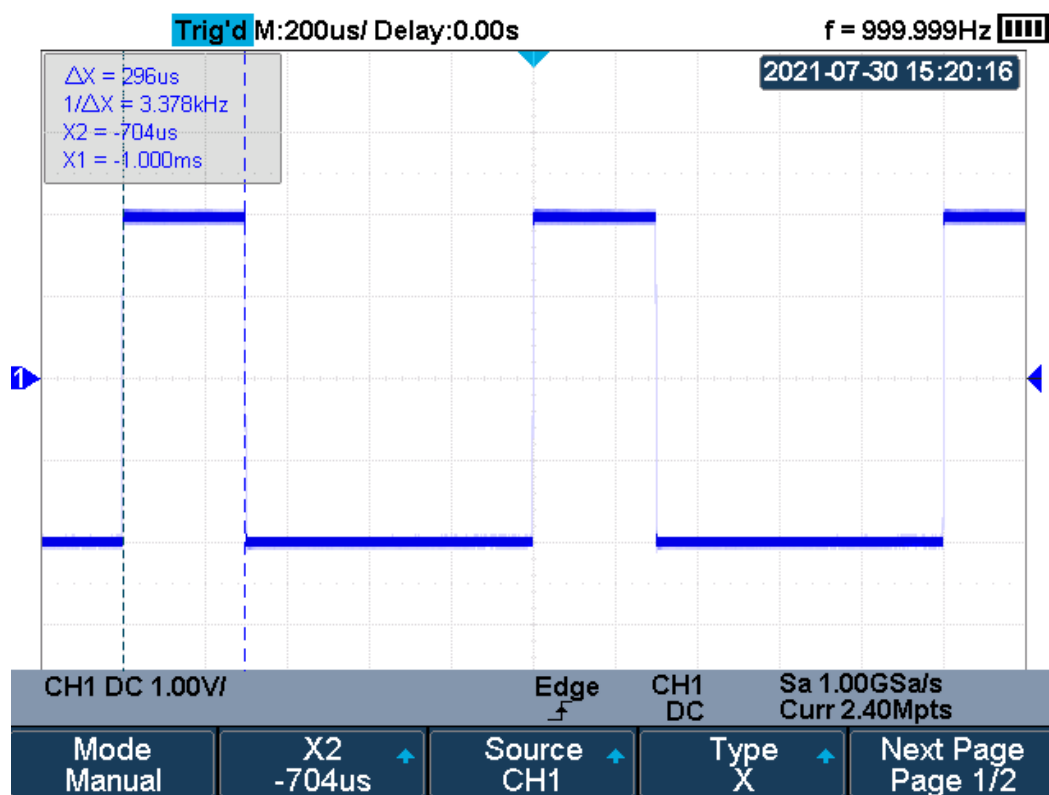 Trig'd M:200us/ Delay:0.00s f = 999.999Hz
2021-07-30 15:20:16
△X = 296us
1/△X = 3.378kHz
X2 = -704us
X1 = -1.000ms
1
CH1 DC 1.00V/ Edge CH1 Sa 1.00GSa/s
DC Curr 2.40Mpts
Mode X2 Source Type Next Page
Manual -704us CH1 X Page 1/2